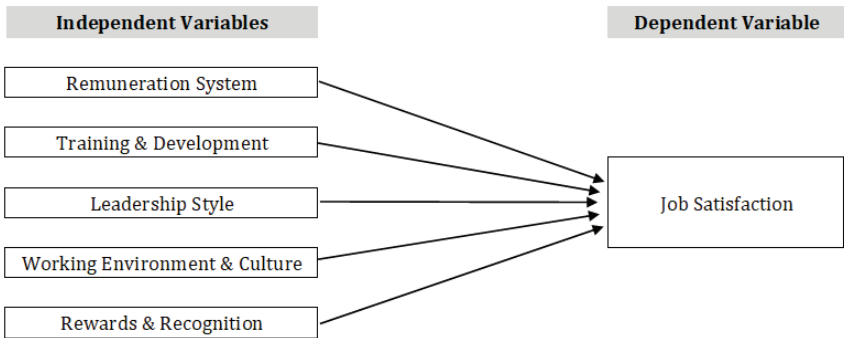 Independent Variables
Dependent Variable
Remuneration System
Training & Development
Leadership Style
Working Environment & Culture
Rewards & Recognition
Job Satisfaction